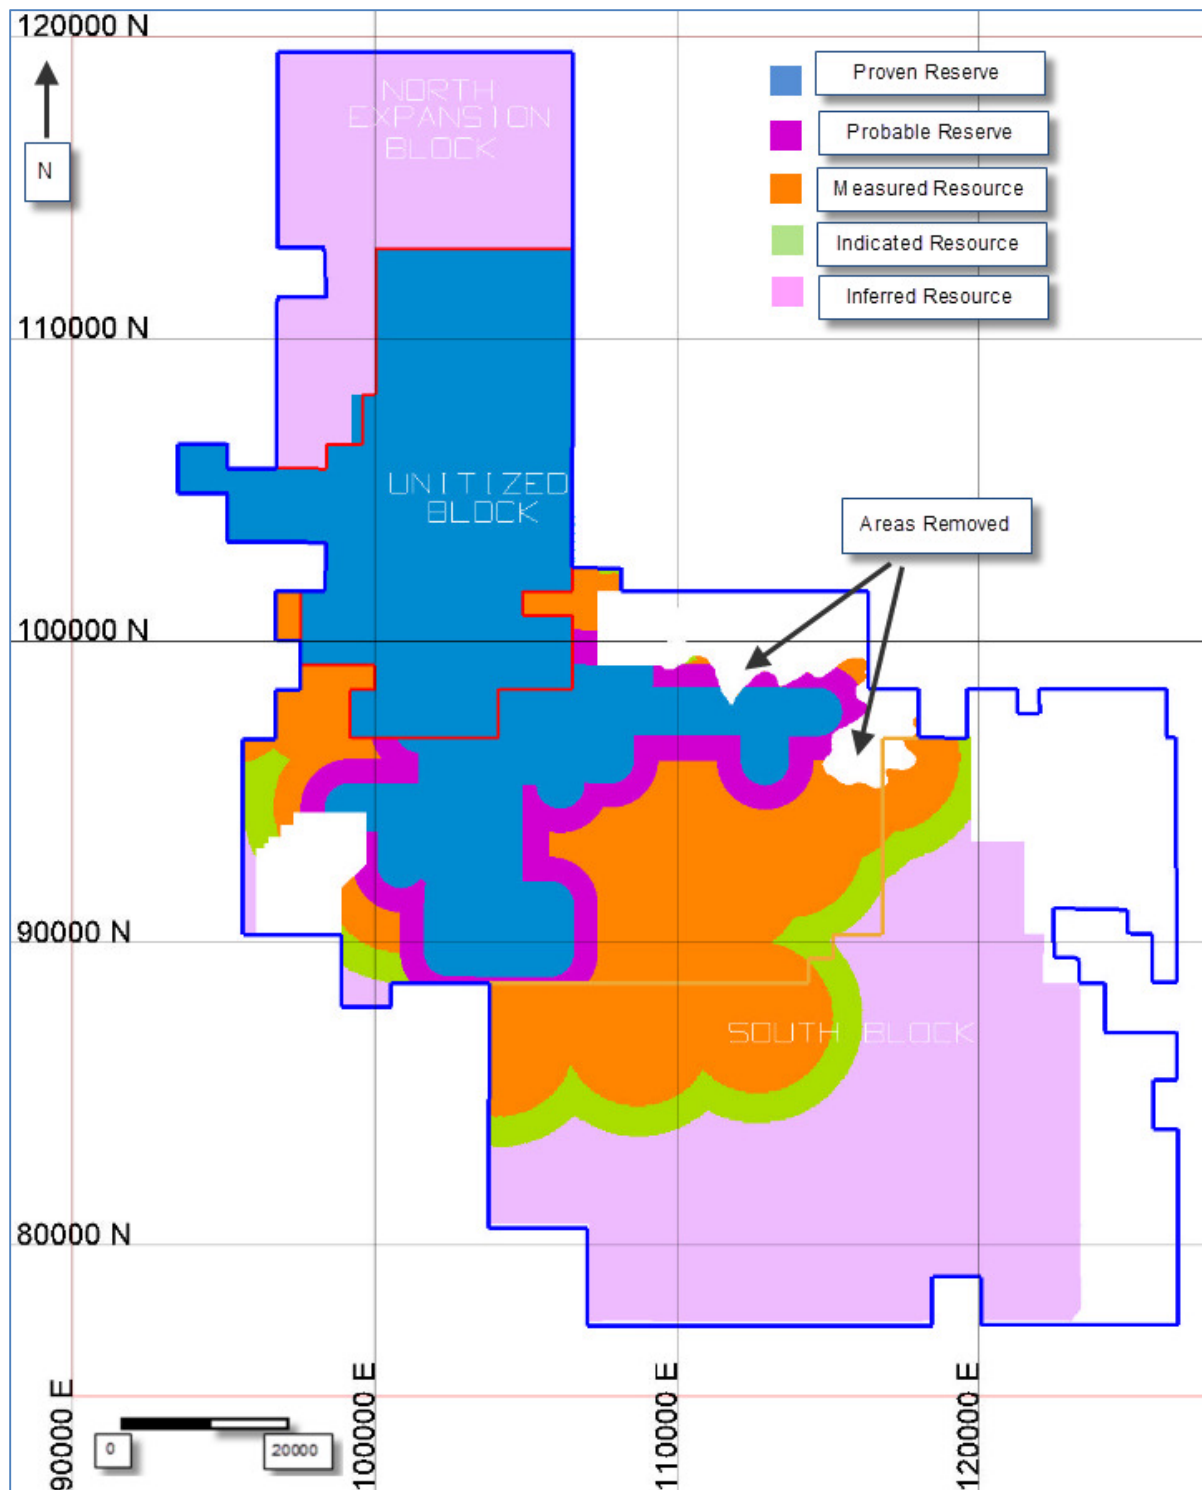 120000 N
N
NORTH
EXPANSION
BLOCK
Proven Reserve
Probable Reserve
Measured Resource
Indicated Resource
Inferred Resource
110000 N
UNITIZED
BLOCK
Areas Removed
100000 N
90000 N
SOUTH BLOCK
80000 N
90000 E
100000 E
110000 E
120000 E
0
20000